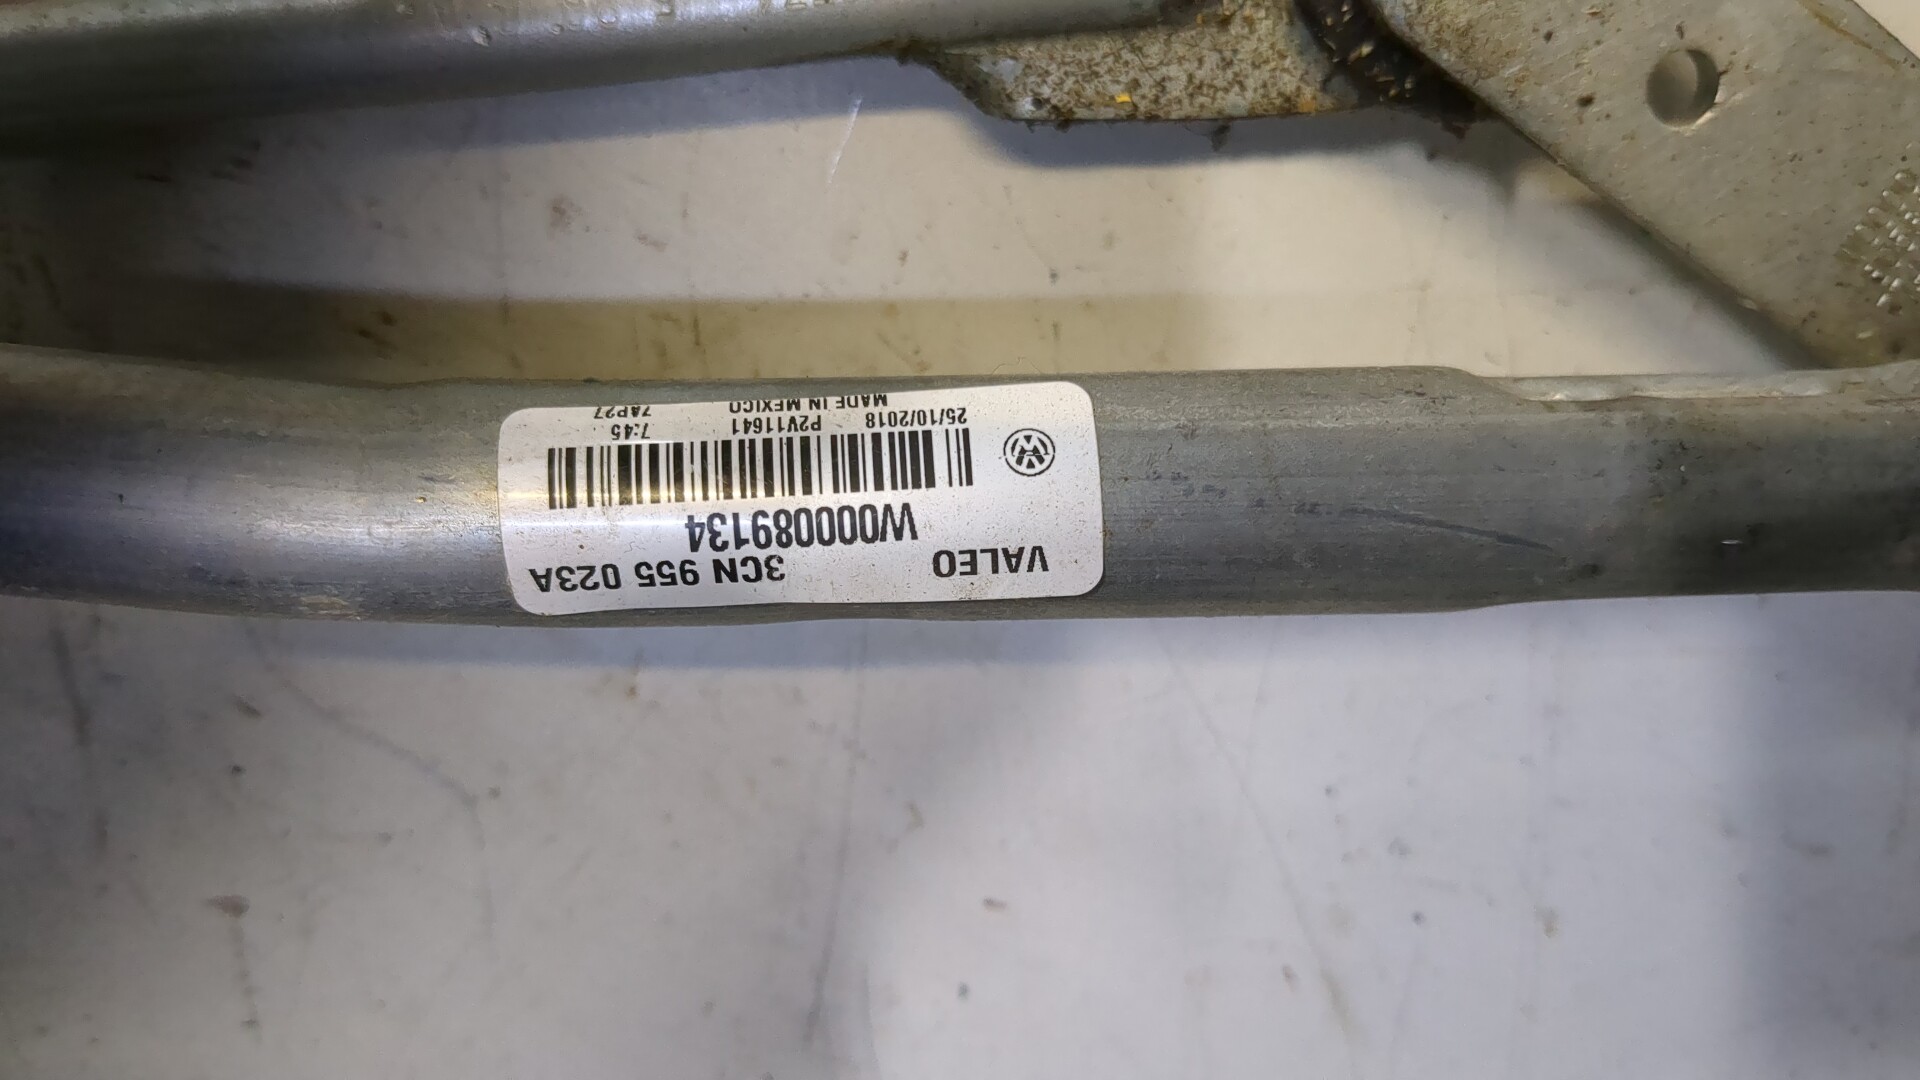 VALEO 3CN 955 023A
W000089134
25/10/2018 P2V11641 7:45
MADE IN MEXICO 7AP27